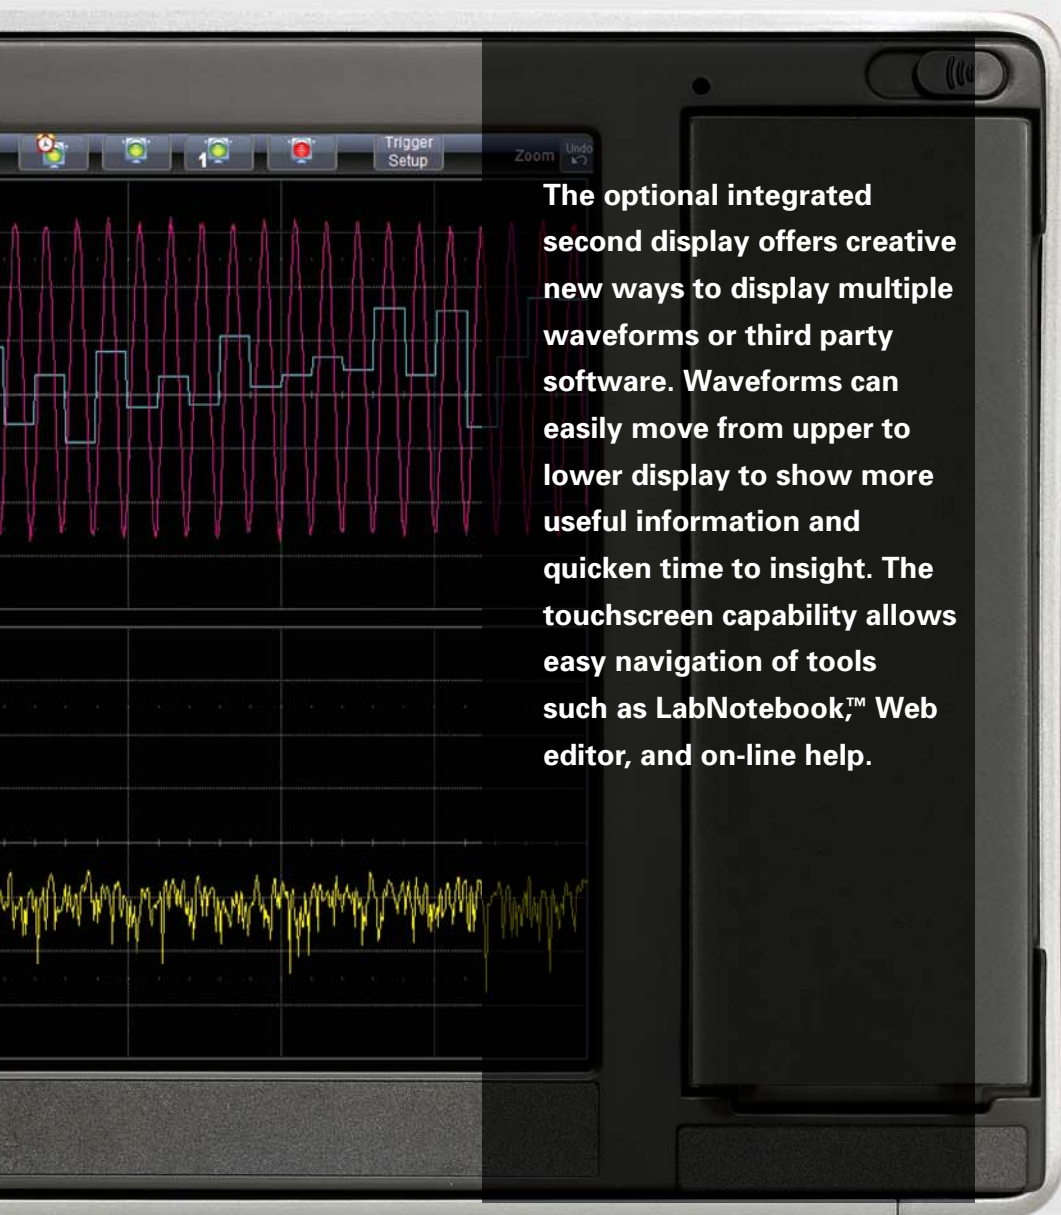 Trigger
Setup
Zoom
Undo
1
The optional integrated
second display offers creative
new ways to display multiple
waveforms or third party
software. Waveforms can
easily move from upper to
lower display to show more
useful information and
quicken time to insight. The
touchscreen capability allows
easy navigation of tools
such as LabNotebook,™ Web
editor, and on-line help.